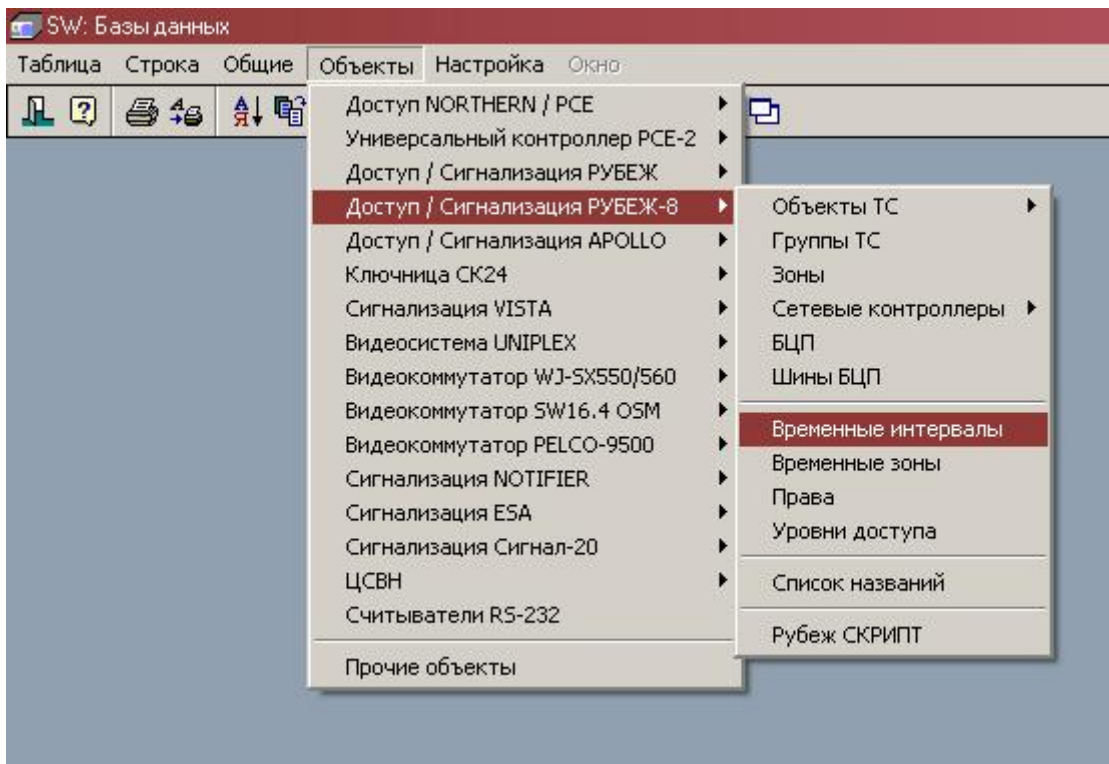 SW: Базы данных
Таблица Строка Общие Объекты Настройка Окно
Доступ NORTHERN / PCE
Универсальный контроллер PCE-2
Доступ / Сигнализация РУБЕЖ
Доступ / Сигнализация РУБЕЖ-8
Доступ / Сигнализация APOLLO
Ключница СК24
Сигнализация VISTA
Видеосистема UNIPLEX
Видеокоммутатор WJ-SX550/560
Видеокоммутатор SW16.4 OSM
Видеокоммутатор PELCO-9500
Сигнализация NOTIFIER
Сигнализация ESA
Сигнализация Сигнал-20
ЦСВН
Считыватели RS-232
Прочие объекты
Объекты ТС
Группы ТС
Зоны
Сетевые контроллеры
БЦП
Шины БЦП
Временные интервалы
Временные зоны
Права
Уровни доступа
Список названий
Рубеж СКРИПТ